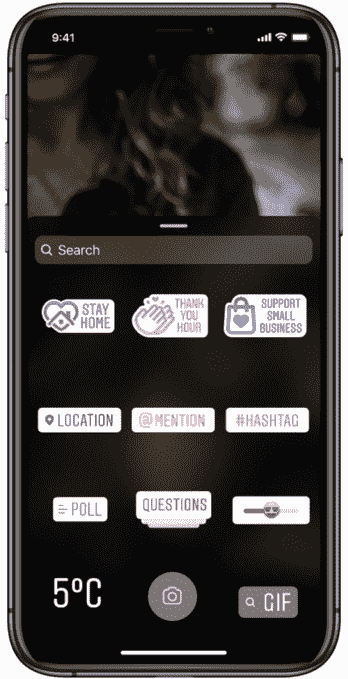 9:41
Search
STAY
HOME
THANK
YOU
HOUR
SUPPORT
SMALL
BUSINESS
LOCATION
@MENTION
#HASHTAG
POLL
QUESTIONS
5°C
GIF